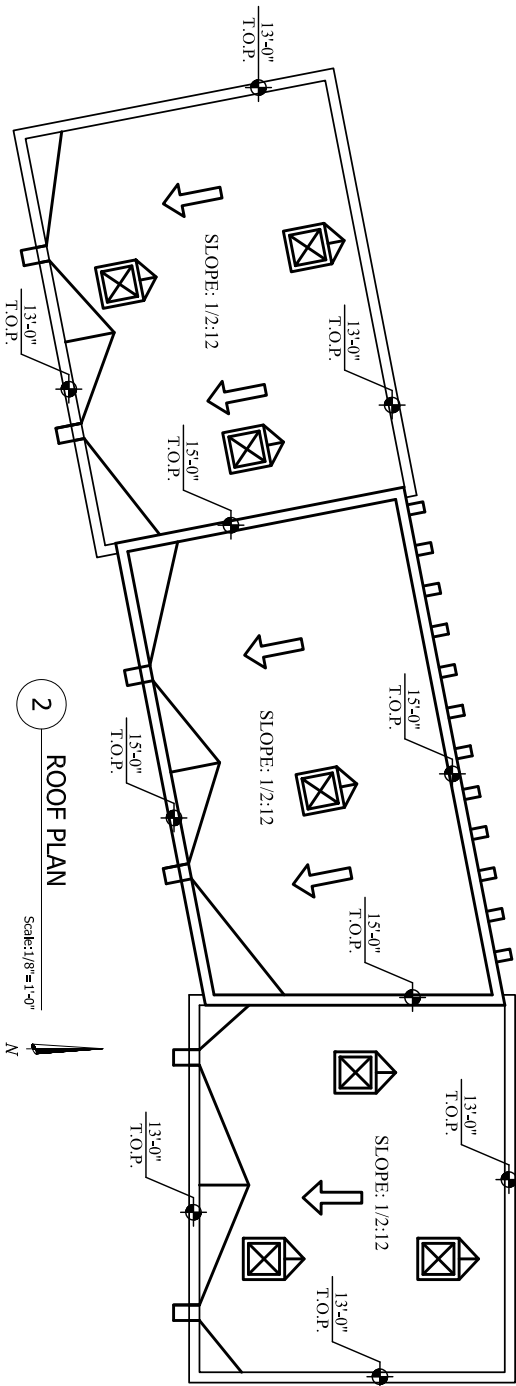 13'-0"
T.O.P.
13'-0"
T.O.P.
13'-0"
T.O.P.
SLOPE: 1/2:12
15'-0"
T.O.P.
15'-0"
T.O.P.
15'-0"
T.O.P.
15'-0"
T.O.P.
SLOPE: 1/2:12
13'-0"
T.O.P.
13'-0"
T.O.P.
13'-0"
T.O.P.
SLOPE: 1/2:12
2
ROOF PLAN
Scale:1/8"=1'-0"
N